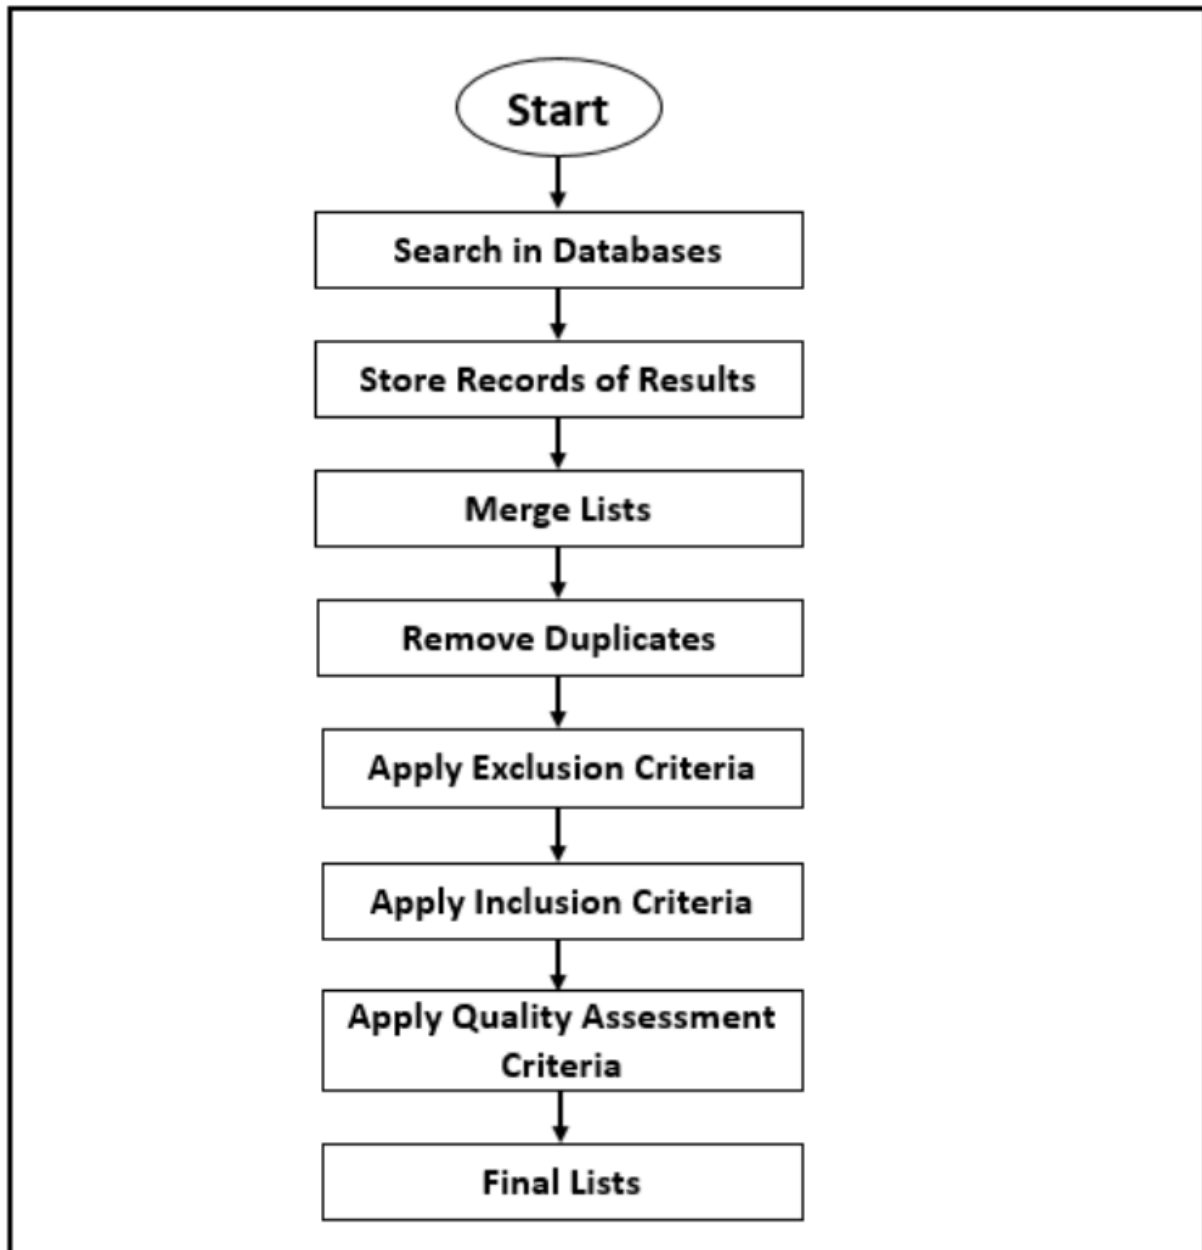 Start
Search in Databases
Store Records of Results
Merge Lists
Remove Duplicates
Apply Exclusion Criteria
Apply Inclusion Criteria
Apply Quality Assessment
Criteria
Final Lists